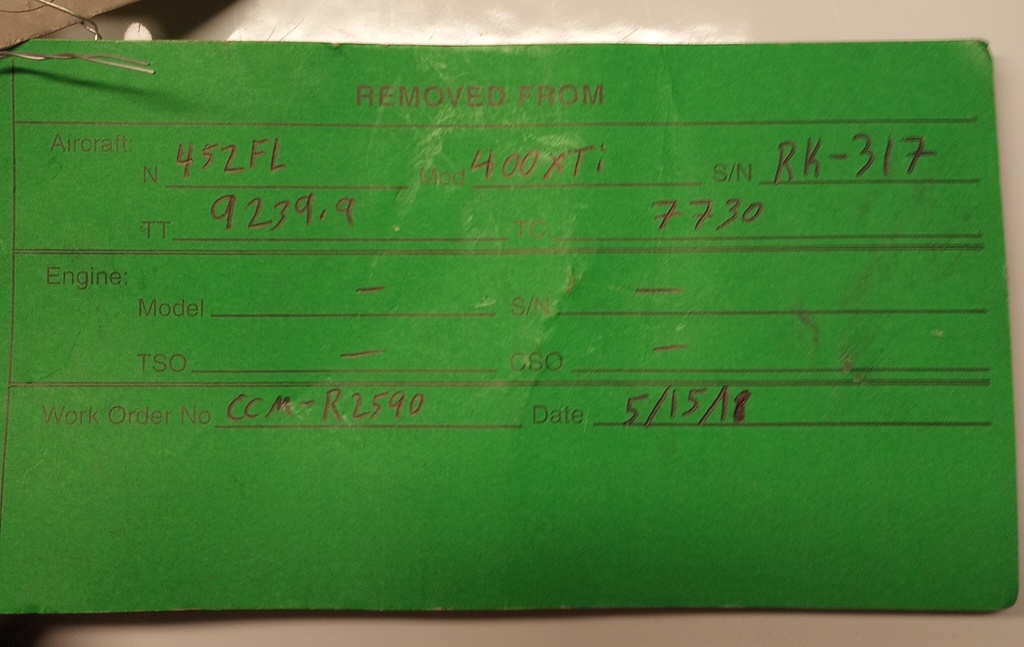 REMOVED FROM
Aircraft: N 452FL Mod 400XTi S/N RK-317
TT 9239.9 TC 7730
Engine:
Model — S/N —
TSO — CSO —
Work Order No CCM-R2590 Date 5/15/18